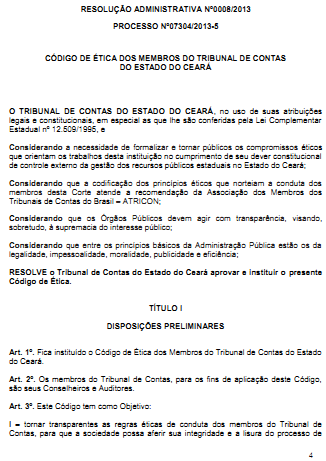 RESOLUÇÃO ADMINISTRATIVA Nº0008/2013
PROCESSO Nº07304/2013-5
CÓDIGO DE ÉTICA DOS MEMBROS DO TRIBUNAL DE CONTAS
DO ESTADO DO CEARÁ
O TRIBUNAL DE CONTAS DO ESTADO DO CEARÁ, no uso de suas atribuições
legais e constitucionais, em especial as que lhe são conferidas pela Lei Complementar
Estadual nº 12.509/1995, e
Considerando a necessidade de formalizar e tornar públicos os compromissos éticos
que orientam os trabalhos desta instituição no cumprimento de seu dever constitucional
de controle externo da gestão dos recursos públicos estaduais no Estado do Ceará;
Considerando que a codificação dos princípios éticos que norteiam a conduta dos
membros desta Corte atende a recomendação da Associação dos Membros dos
Tribunais de Contas do Brasil – ATRICON;
Considerando que os Órgãos Públicos devem agir com transparência, visando,
sobretudo, à supremacia do interesse público;
Considerando que entre os princípios básicos da Administração Pública estão os da
legalidade, impessoalidade, moralidade, publicidade e eficiência;
RESOLVE o Tribunal de Contas do Estado do Ceará aprovar e instituir o presente
Código de Ética.
TÍTULO I
DISPOSIÇÕES PRELIMINARES
Art. 1º. Fica instituído o Código de Ética dos Membros do Tribunal de Contas do Estado
do Ceará.
Art. 2º. Os membros do Tribunal de Contas, para os fins de aplicação deste Código,
são seus Conselheiros e Auditores.
Art. 3º. Este Código tem como Objetivo:
I – tornar transparentes as regras éticas de conduta dos membros do Tribunal de
Contas, para que a sociedade possa aferir sua integridade e a lisura do processo de
4